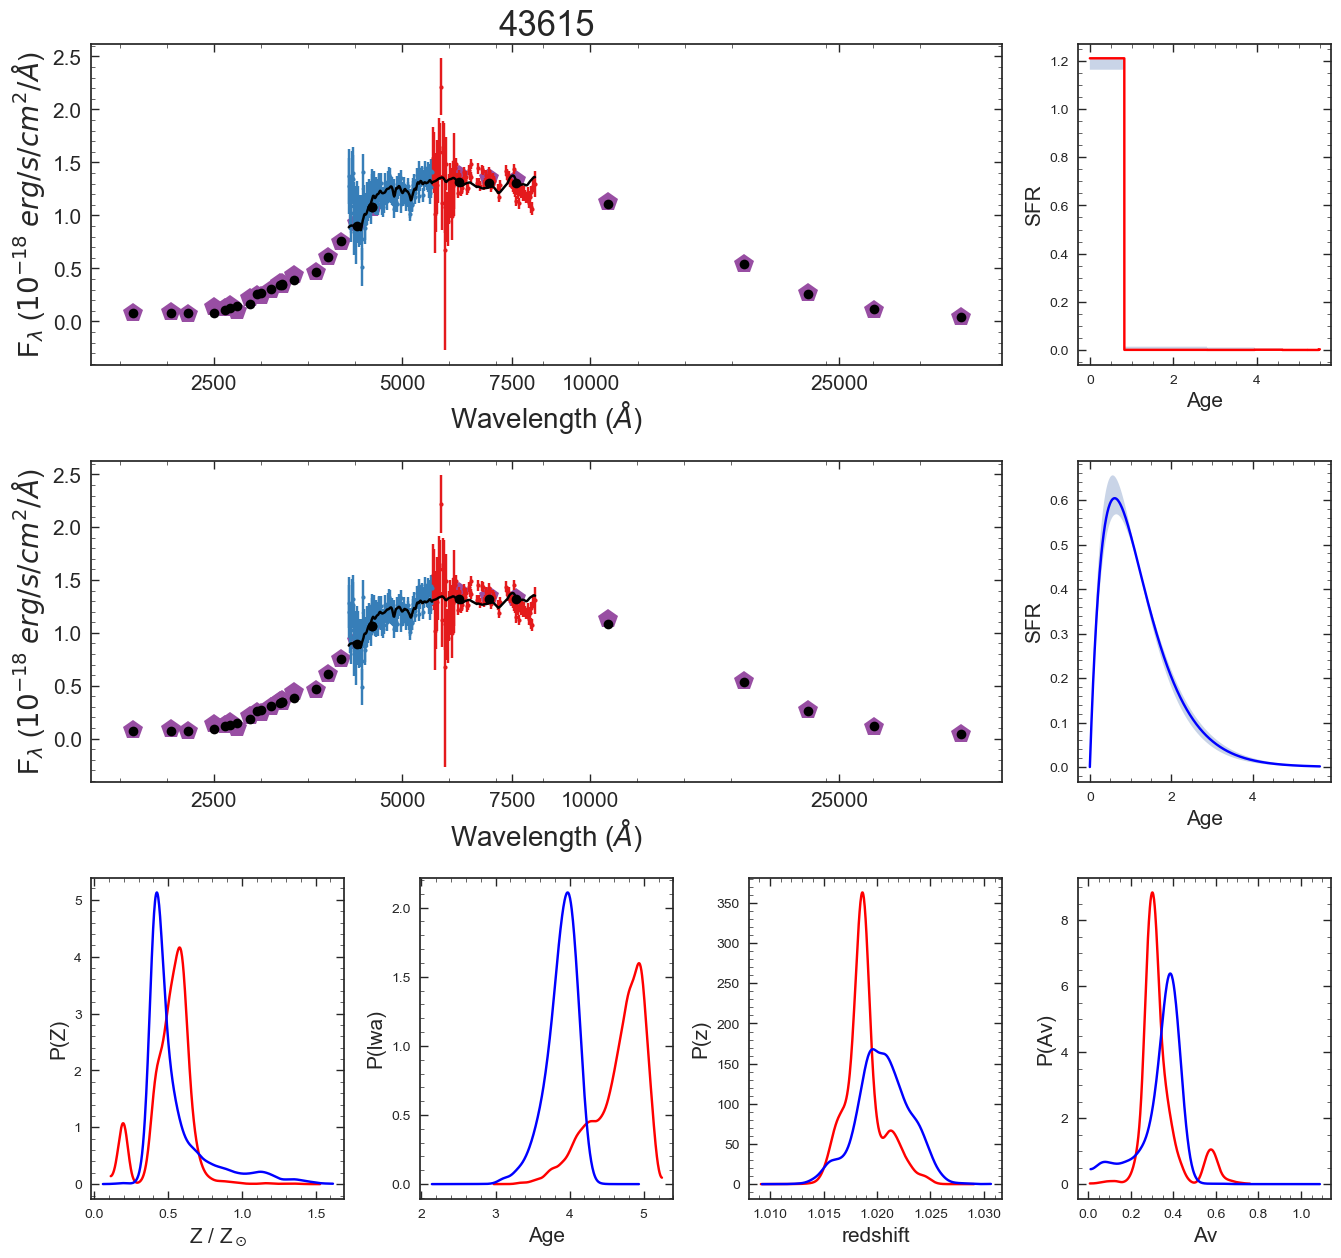 43615
2.5
2.0
1.5
1.0
0.5
0.0
F_λ (10^{-18} erg/s/cm^2/Å)
2500 5000 7500 10000 25000
Wavelength (Å)
1.2
1.0
0.8
0.6
0.4
0.2
0.0
SFR
0 2 4
Age
2.5
2.0
1.5
1.0
0.5
0.0
F_λ (10^{-18} erg/s/cm^2/Å)
2500 5000 7500 10000 25000
Wavelength (Å)
0.6
0.5
0.4
0.3
0.2
0.1
0.0
SFR
0 2 4
Age
5
4
3
2
1
0
P(Z)
0.0 0.5 1.0 1.5
Z / Z_⊙
2.0
1.5
1.0
0.5
0.0
P(lwa)
2 3 4 5
Age
350
300
250
200
150
100
50
0
P(z)
1.010 1.015 1.020 1.025 1.030
redshift
8
6
4
2
0
P(Av)
0.0 0.2 0.4 0.6 0.8 1.0
Av